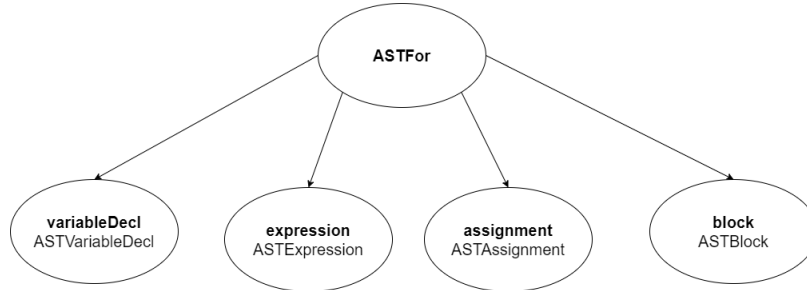 ASTFor
variableDecl
ASTVariableDecl
expression
ASTExpression
assignment
ASTAssignment
block
ASTBlock